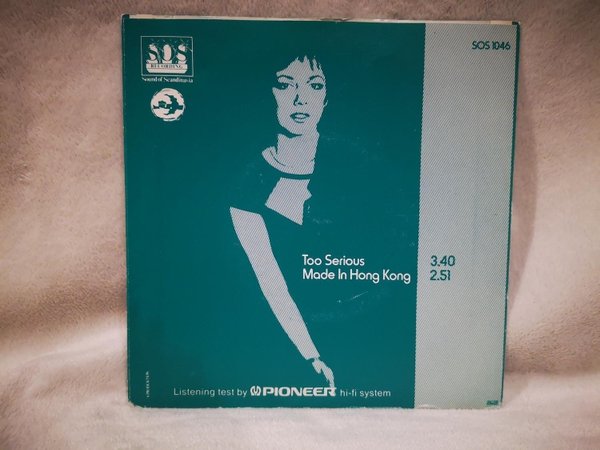 SOS
RECORDING
Sound of Scandinavia
SOS 1046
Too Serious 3.40
Made In Hong Kong 2.51
Listening test by PIONEER hi-fi system